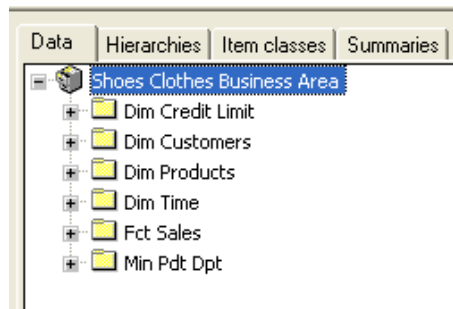 Data Hierarchies Item classes Summaries
Shoes Clothes Business Area
Dim Credit Limit
Dim Customers
Dim Products
Dim Time
Fct Sales
Min Pdt Dpt